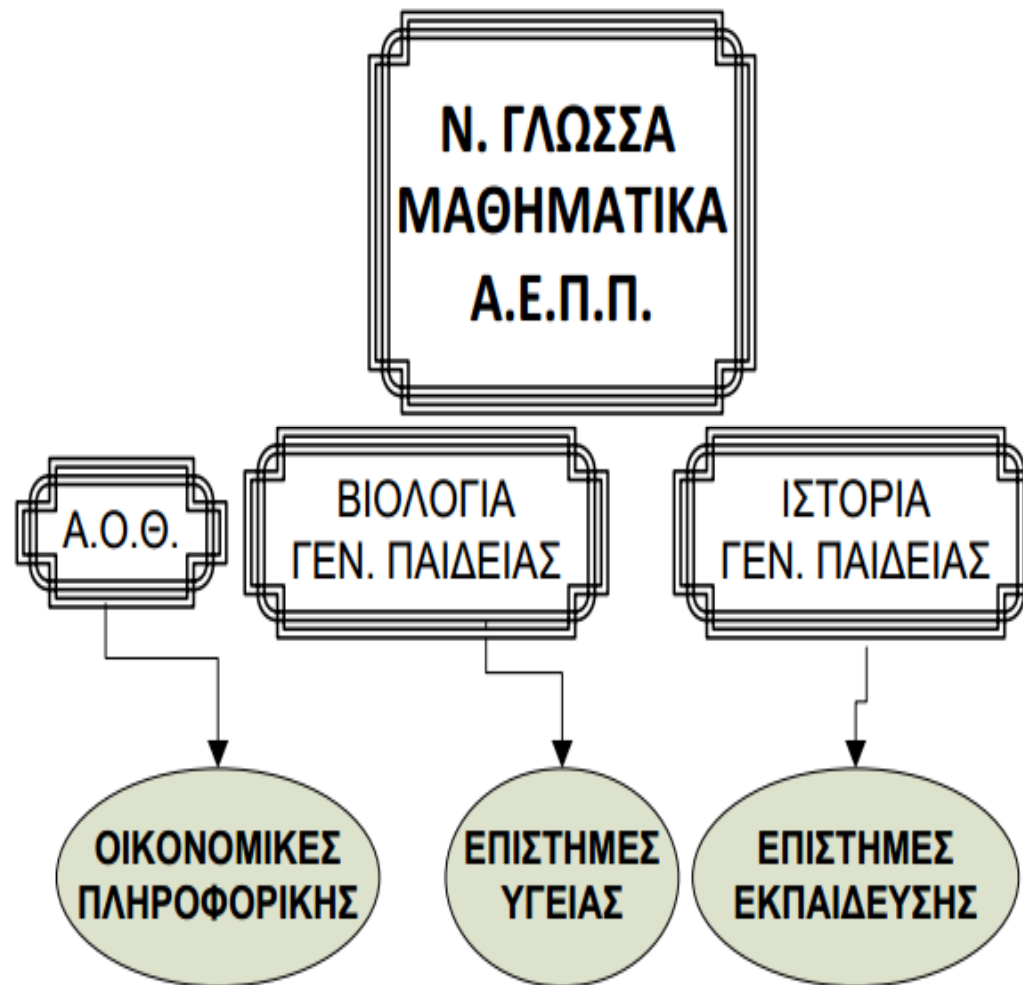 Ν. ΓΛΩΣΣΑ
ΜΑΘΗΜΑΤΙΚΑ
Α.Ε.Π.Π.
Α.Ο.Θ.
ΒΙΟΛΟΓΙΑ
ΓΕΝ. ΠΑΙΔΕΙΑΣ
ΙΣΤΟΡΙΑ
ΓΕΝ. ΠΑΙΔΕΙΑΣ
ΟΙΚΟΝΟΜΙΚΕΣ
ΠΛΗΡΟΦΟΡΙΚΗΣ
ΕΠΙΣΤΗΜΕΣ
ΥΓΕΙΑΣ
ΕΠΙΣΤΗΜΕΣ
ΕΚΠΑΙΔΕΥΣΗΣ